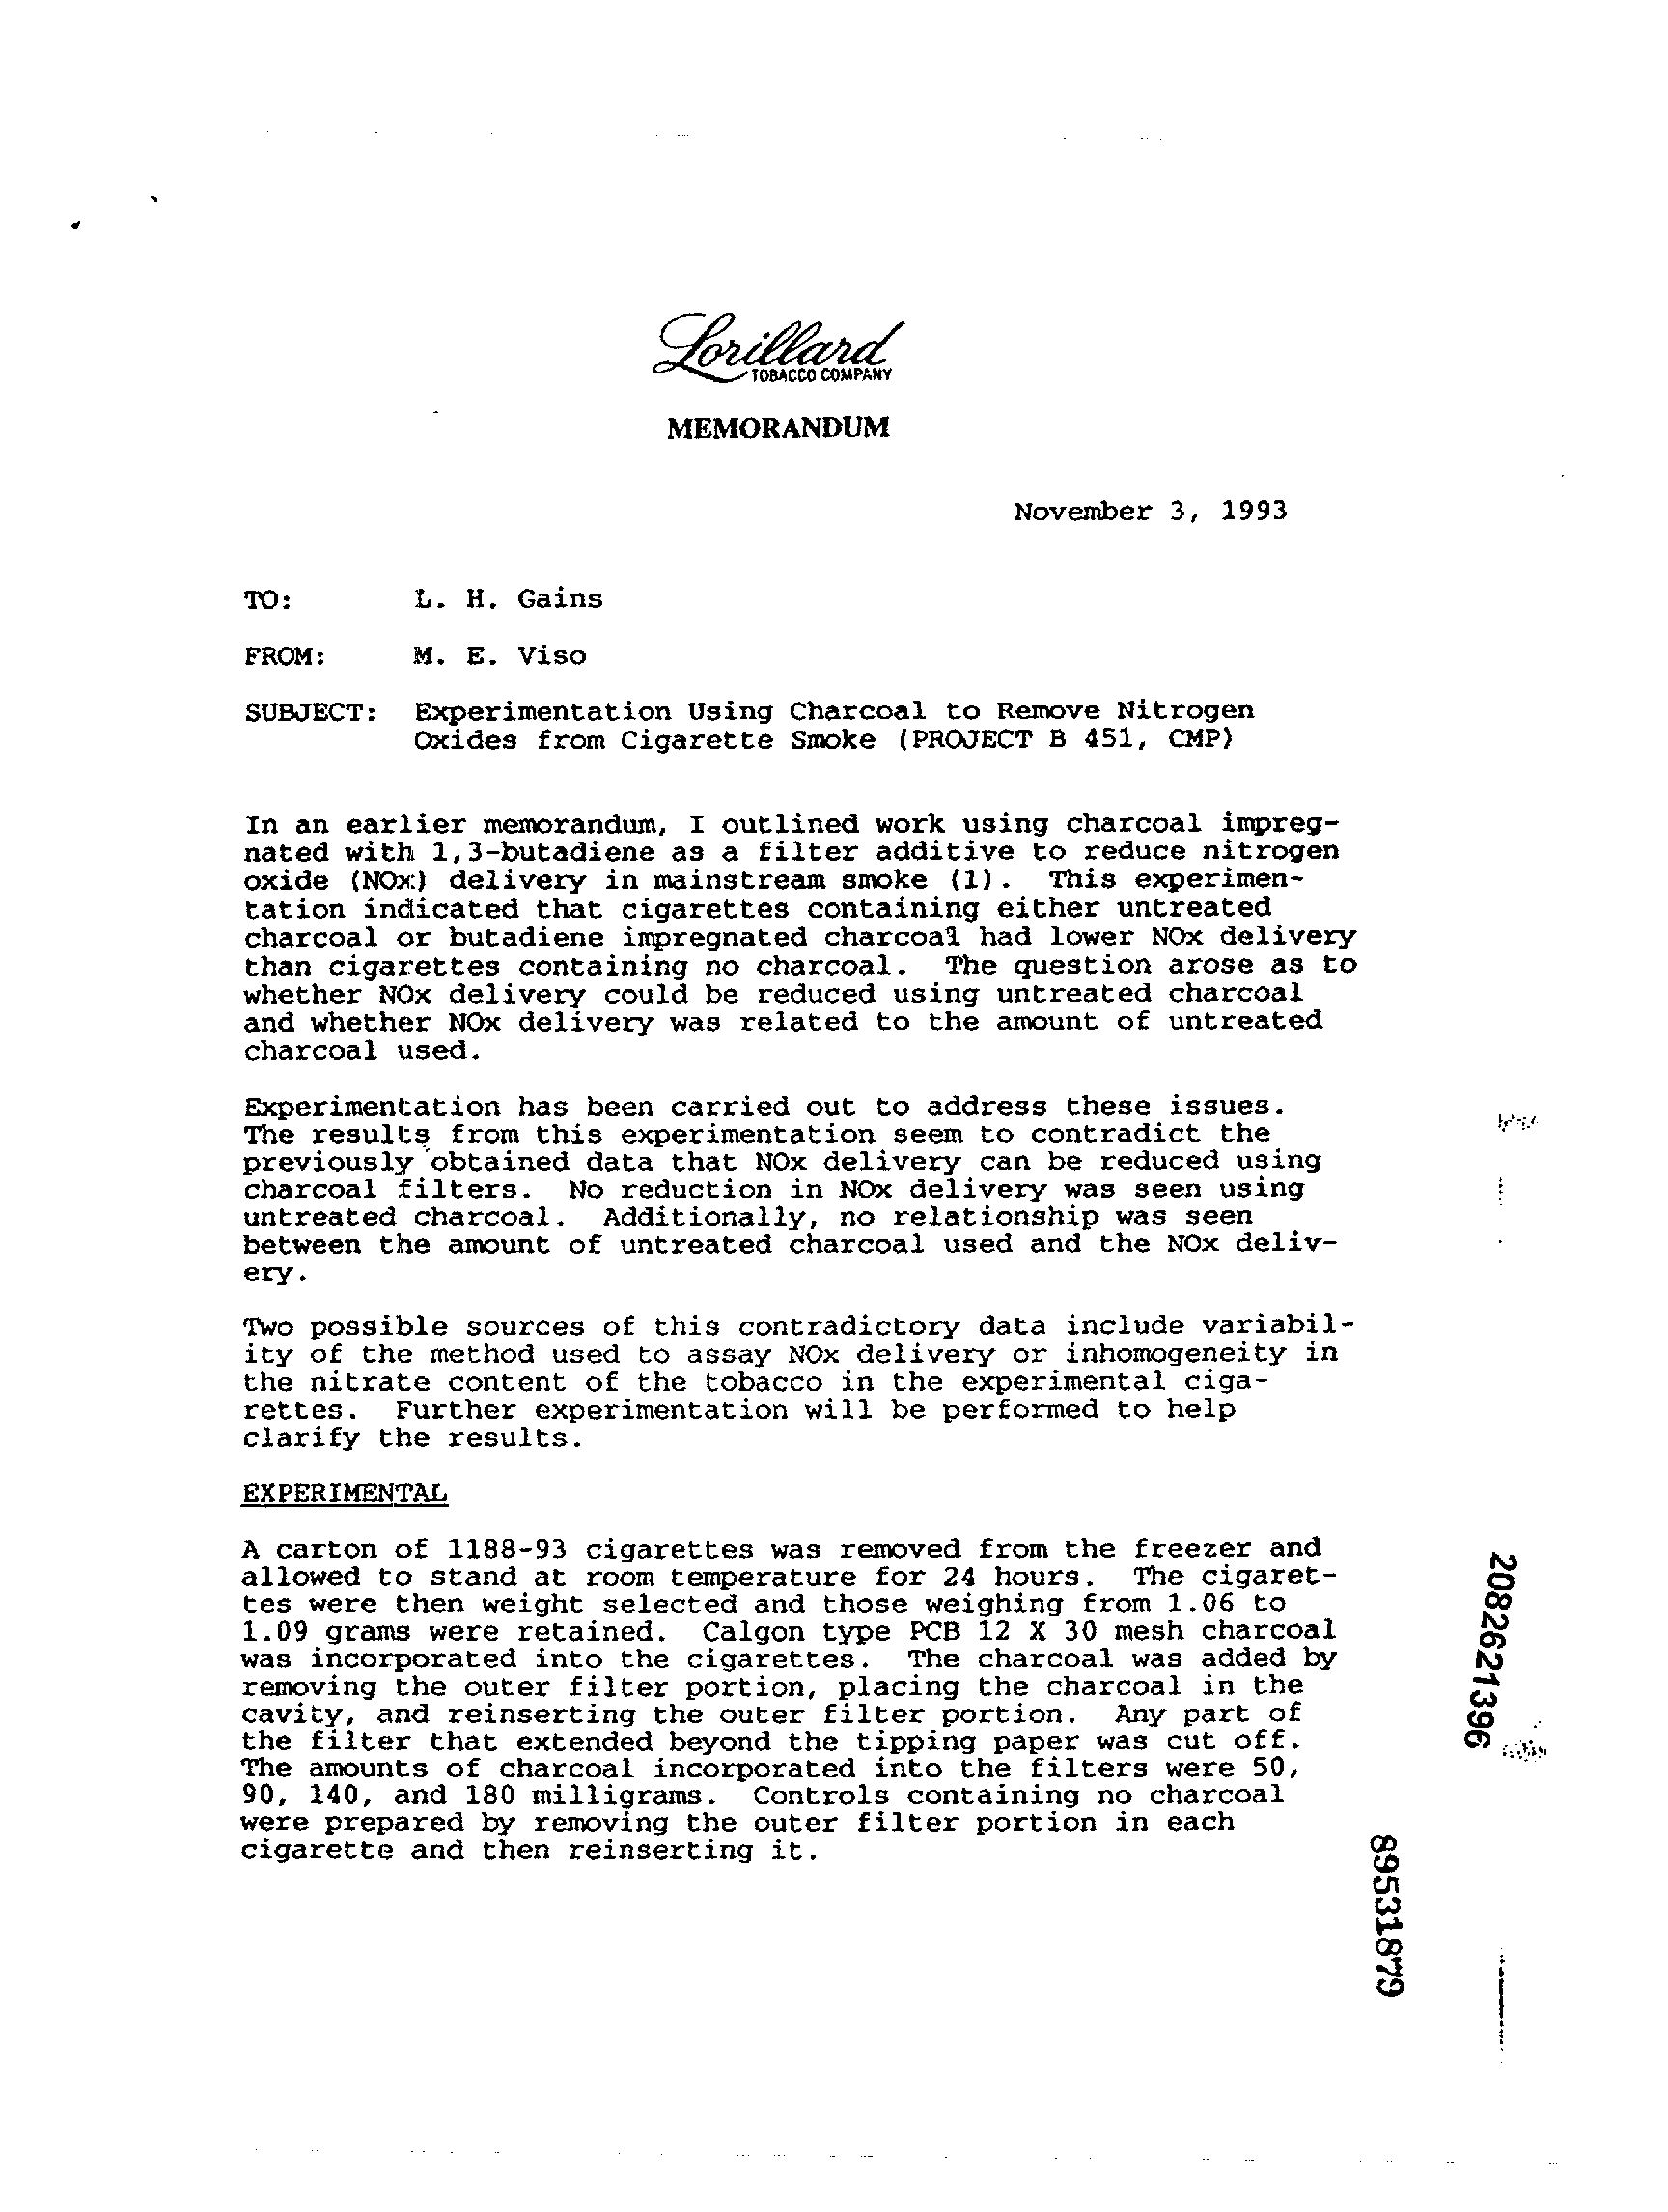 Lorillard
TOBACCO COMPANY
MEMORANDUM
November 3, 1993
TO: L. H. Gains
FROM: M. E. Viso
SUBJECT: Experimentation Using Charcoal to Remove Nitrogen
Oxides from Cigarette Smoke (PROJECT B 451, CMP)
In an earlier memorandum, I outlined work using charcoal impreg-
nated with 1,3-butadiene as a filter additive to reduce nitrogen
oxide (NOx) delivery in mainstream smoke (1). This experimen-
tation indicated that cigarettes containing either untreated
charcoal or butadiene impregnated charcoal had lower NOx delivery
than cigarettes containing no charcoal. The question arose as to
whether NOx delivery could be reduced using untreated charcoal
and whether NOx delivery was related to the amount of untreated
charcoal used.
Experimentation has been carried out to address these issues.
The results from this experimentation seem to contradict the
previously obtained data that NOx delivery can be reduced using
charcoal filters. No reduction in NOx delivery was seen using
untreated charcoal. Additionally, no relationship was seen
between the amount of untreated charcoal used and the NOx deliv-
ery.
Two possible sources of this contradictory data include variabil-
ity of the method used to assay NOx delivery or inhomogeneity in
the nitrate content of the tobacco in the experimental ciga-
rettes. Further experimentation will be performed to help
clarify the results.
EXPERIMENTAL
A carton of 1188-93 cigarettes was removed from the freezer and
allowed to stand at room temperature for 24 hours. The cigaret-
tes were then weight selected and those weighing from 1.06 to
1.09 grams were retained. Calgon type PCB 12 X 30 mesh charcoal
was incorporated into the cigarettes. The charcoal was added by
removing the outer filter portion, placing the charcoal in the
cavity, and reinserting the outer filter portion. Any part of
the filter that extended beyond the tipping paper was cut off.
The amounts of charcoal incorporated into the filters were 50,
90, 140, and 180 milligrams. Controls containing no charcoal
were prepared by removing the outer filter portion in each
cigarette and then reinserting it.
2082621396
89531879